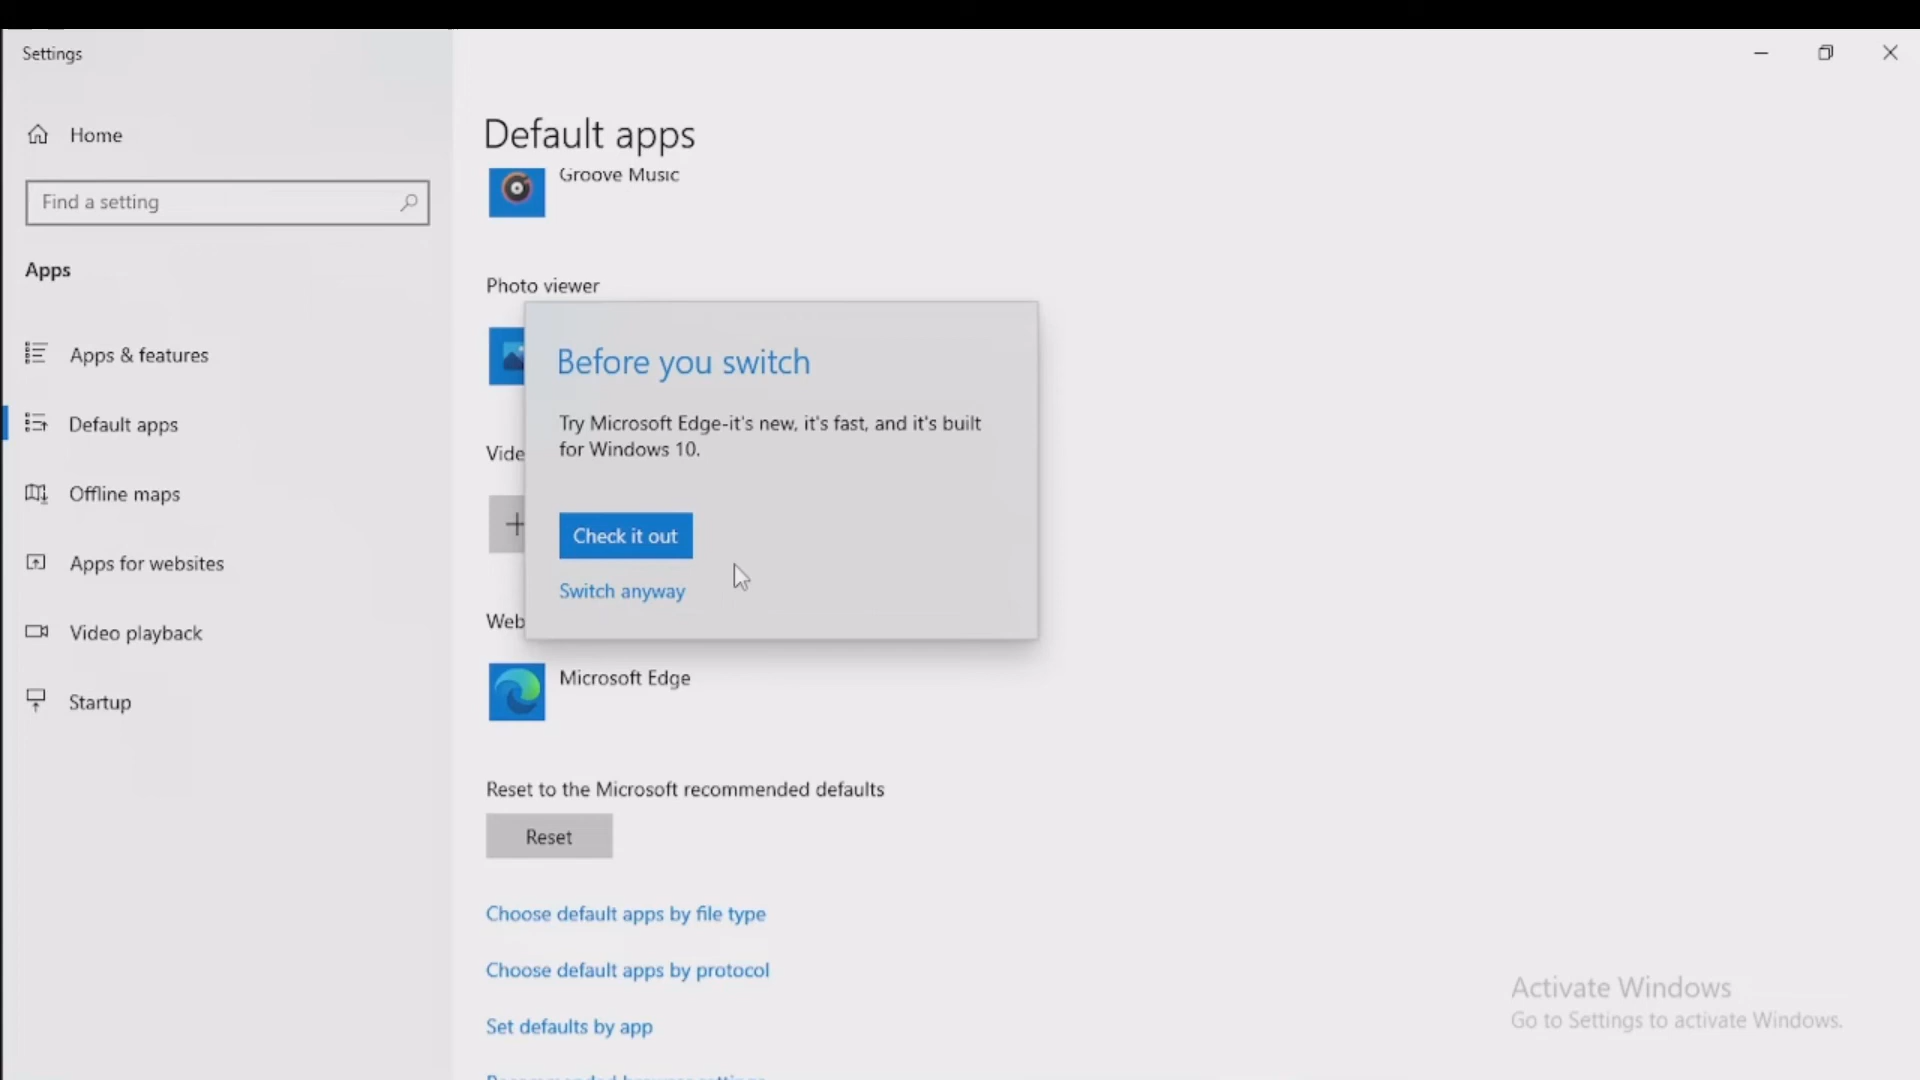 Settings
Home
Find a setting
Apps
Apps & features
Default apps
Offline maps
Apps for websites
Video playback
Startup
Default apps
Groove Music
Photo viewer
Before you switch
Try Microsoft Edge-it's new, it's fast, and it's built
for Windows 10.
Vide
Check it out
Switch anyway
Web
Microsoft Edge
Reset to the Microsoft recommended defaults
Reset
Choose default apps by file type
Choose default apps by protocol
Set defaults by app
Activate Windows
Go to Settings to activate Windows.